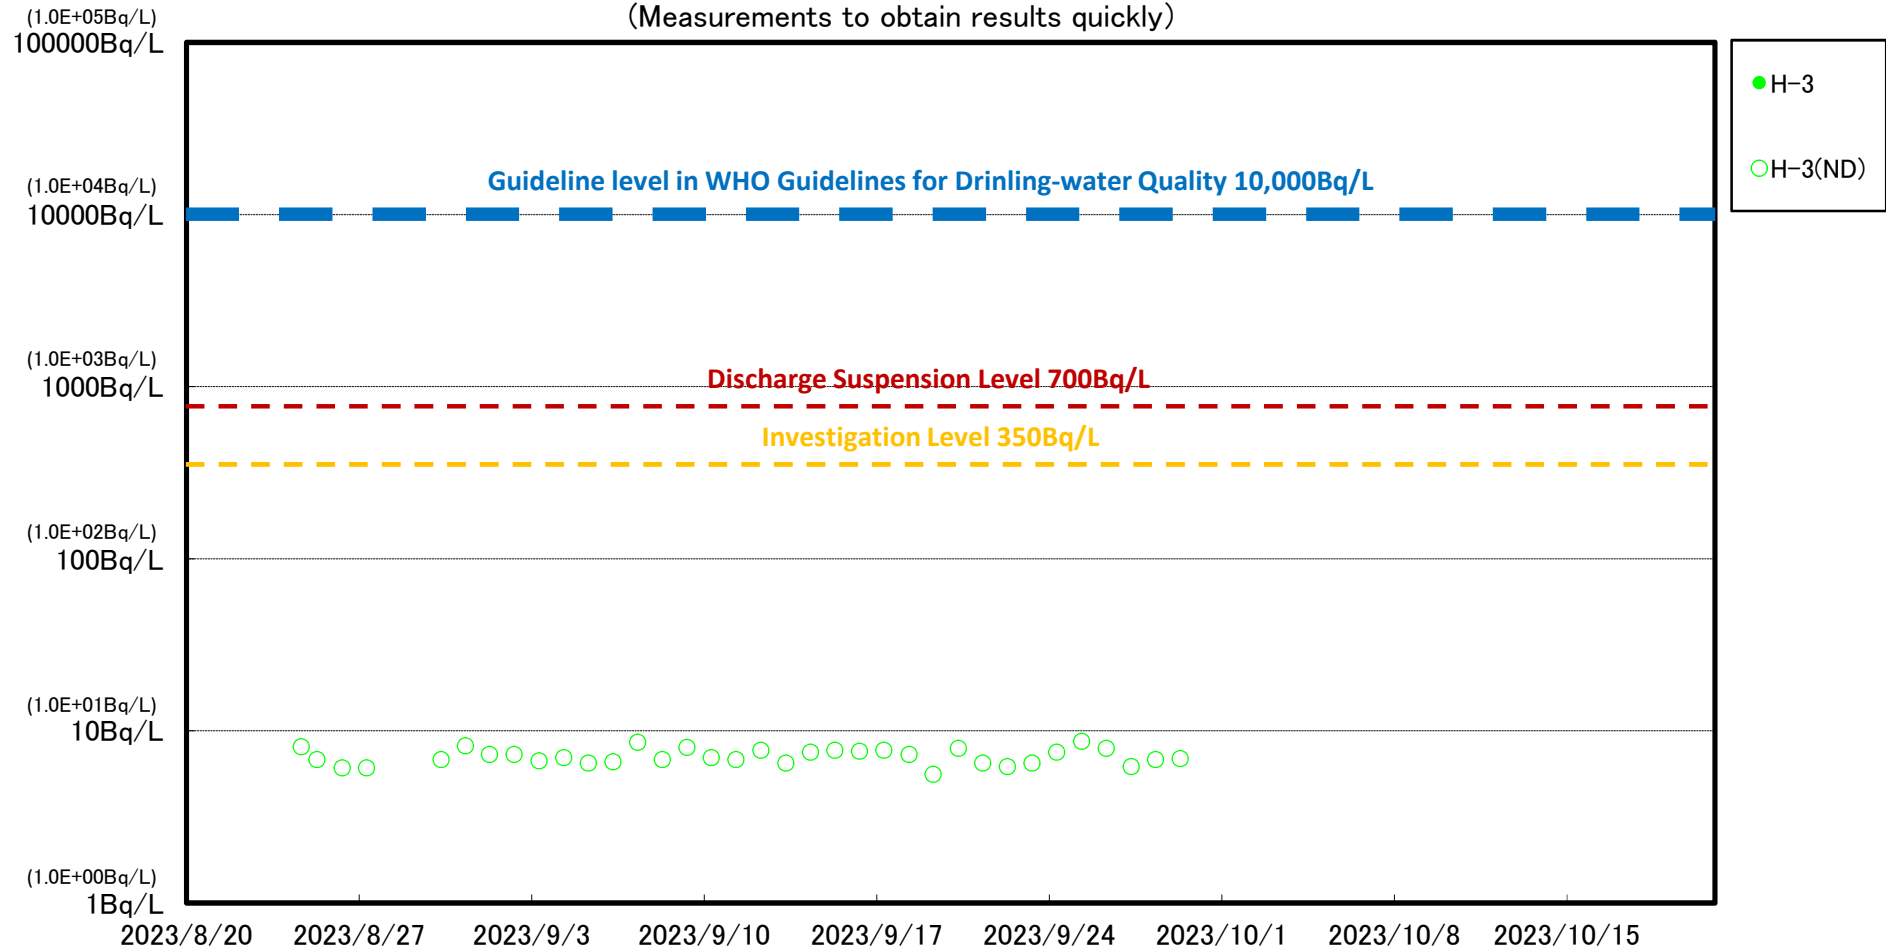 (Measurements to obtain results quickly)
(1.0E+05Bq/L)
100000Bq/L
H-3
H-3(ND)
Guideline level in WHO Guidelines for Drinling-water Quality 10,000Bq/L
(1.0E+04Bq/L)
10000Bq/L
(1.0E+03Bq/L)
1000Bq/L
Discharge Suspension Level 700Bq/L
Investigation Level 350Bq/L
(1.0E+02Bq/L)
100Bq/L
(1.0E+01Bq/L)
10Bq/L
(1.0E+00Bq/L)
1Bq/L
2023/8/20 2023/8/27 2023/9/3 2023/9/10 2023/9/17 2023/9/24 2023/10/1 2023/10/8 2023/10/15